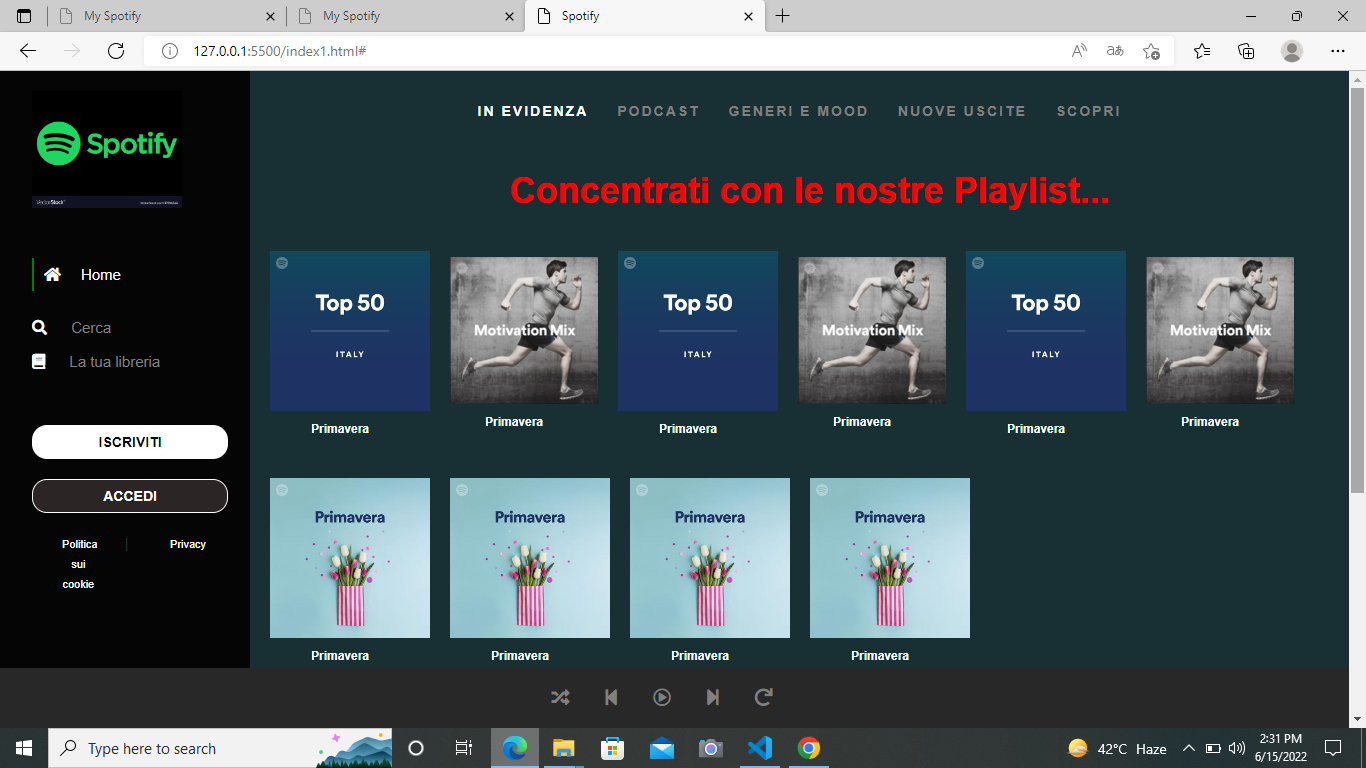 My Spotify
My Spotify
Spotify
127.0.0.1:5500/index1.html#
Spotify
VectorStock
IN EVIDENZA
PODCAST
GENERI E MOOD
NUOVE USCITE
SCOPRI
Concentrati con le nostre Playlist...
Home
Cerca
La tua libreria
ISCRIVITI
ACCEDI
Politica
sui
cookie
Privacy
Top 50
ITALY
Primavera
Motivation Mix
Primavera
Top 50
ITALY
Primavera
Motivation Mix
Primavera
Top 50
ITALY
Primavera
Motivation Mix
Primavera
Primavera
Primavera
Primavera
Primavera
Primavera
Primavera
Primavera
Primavera
Type here to search
42°C Haze
2:31 PM
6/15/2022